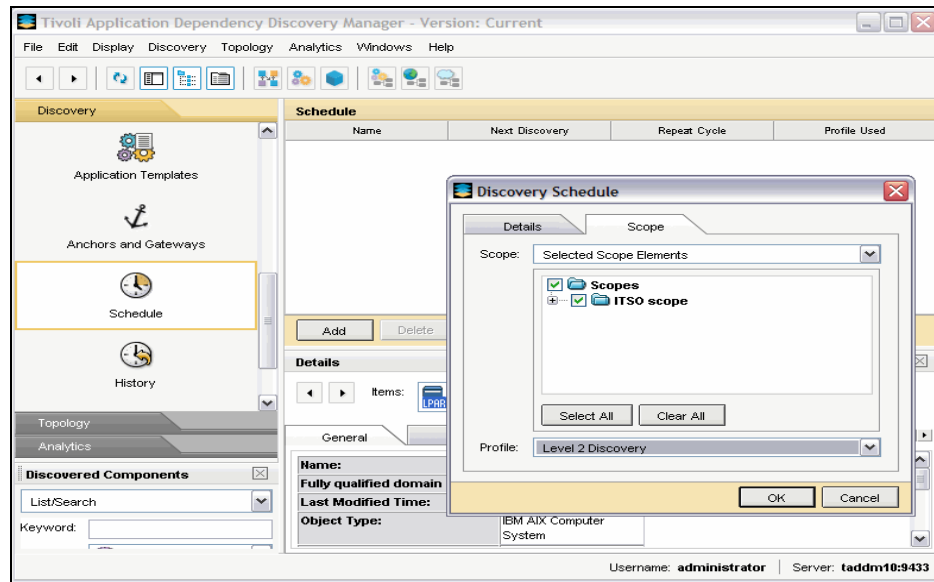 Tivoli Application Dependency Discovery Manager - Version: Current
File Edit Display Discovery Topology Analytics Windows Help
Discovery
Application Templates
Anchors and Gateways
Schedule
History
Topology
Analytics
Discovered Components
List/Search
Keyword:
Schedule
Name Next Discovery Repeat Cycle Profile Used
Add Delete
Details
Items:
LPAR
General
Name:
Fully qualified domain
Last Modified Time:
Object Type: IBM AIX Computer
System
Discovery Schedule
Details Scope
Scope: Selected Scope Elements
Scopes
ITSO scope
Select All Clear All
Profile: Level 2 Discovery
OK Cancel
Username: administrator Server: taddm10:9433